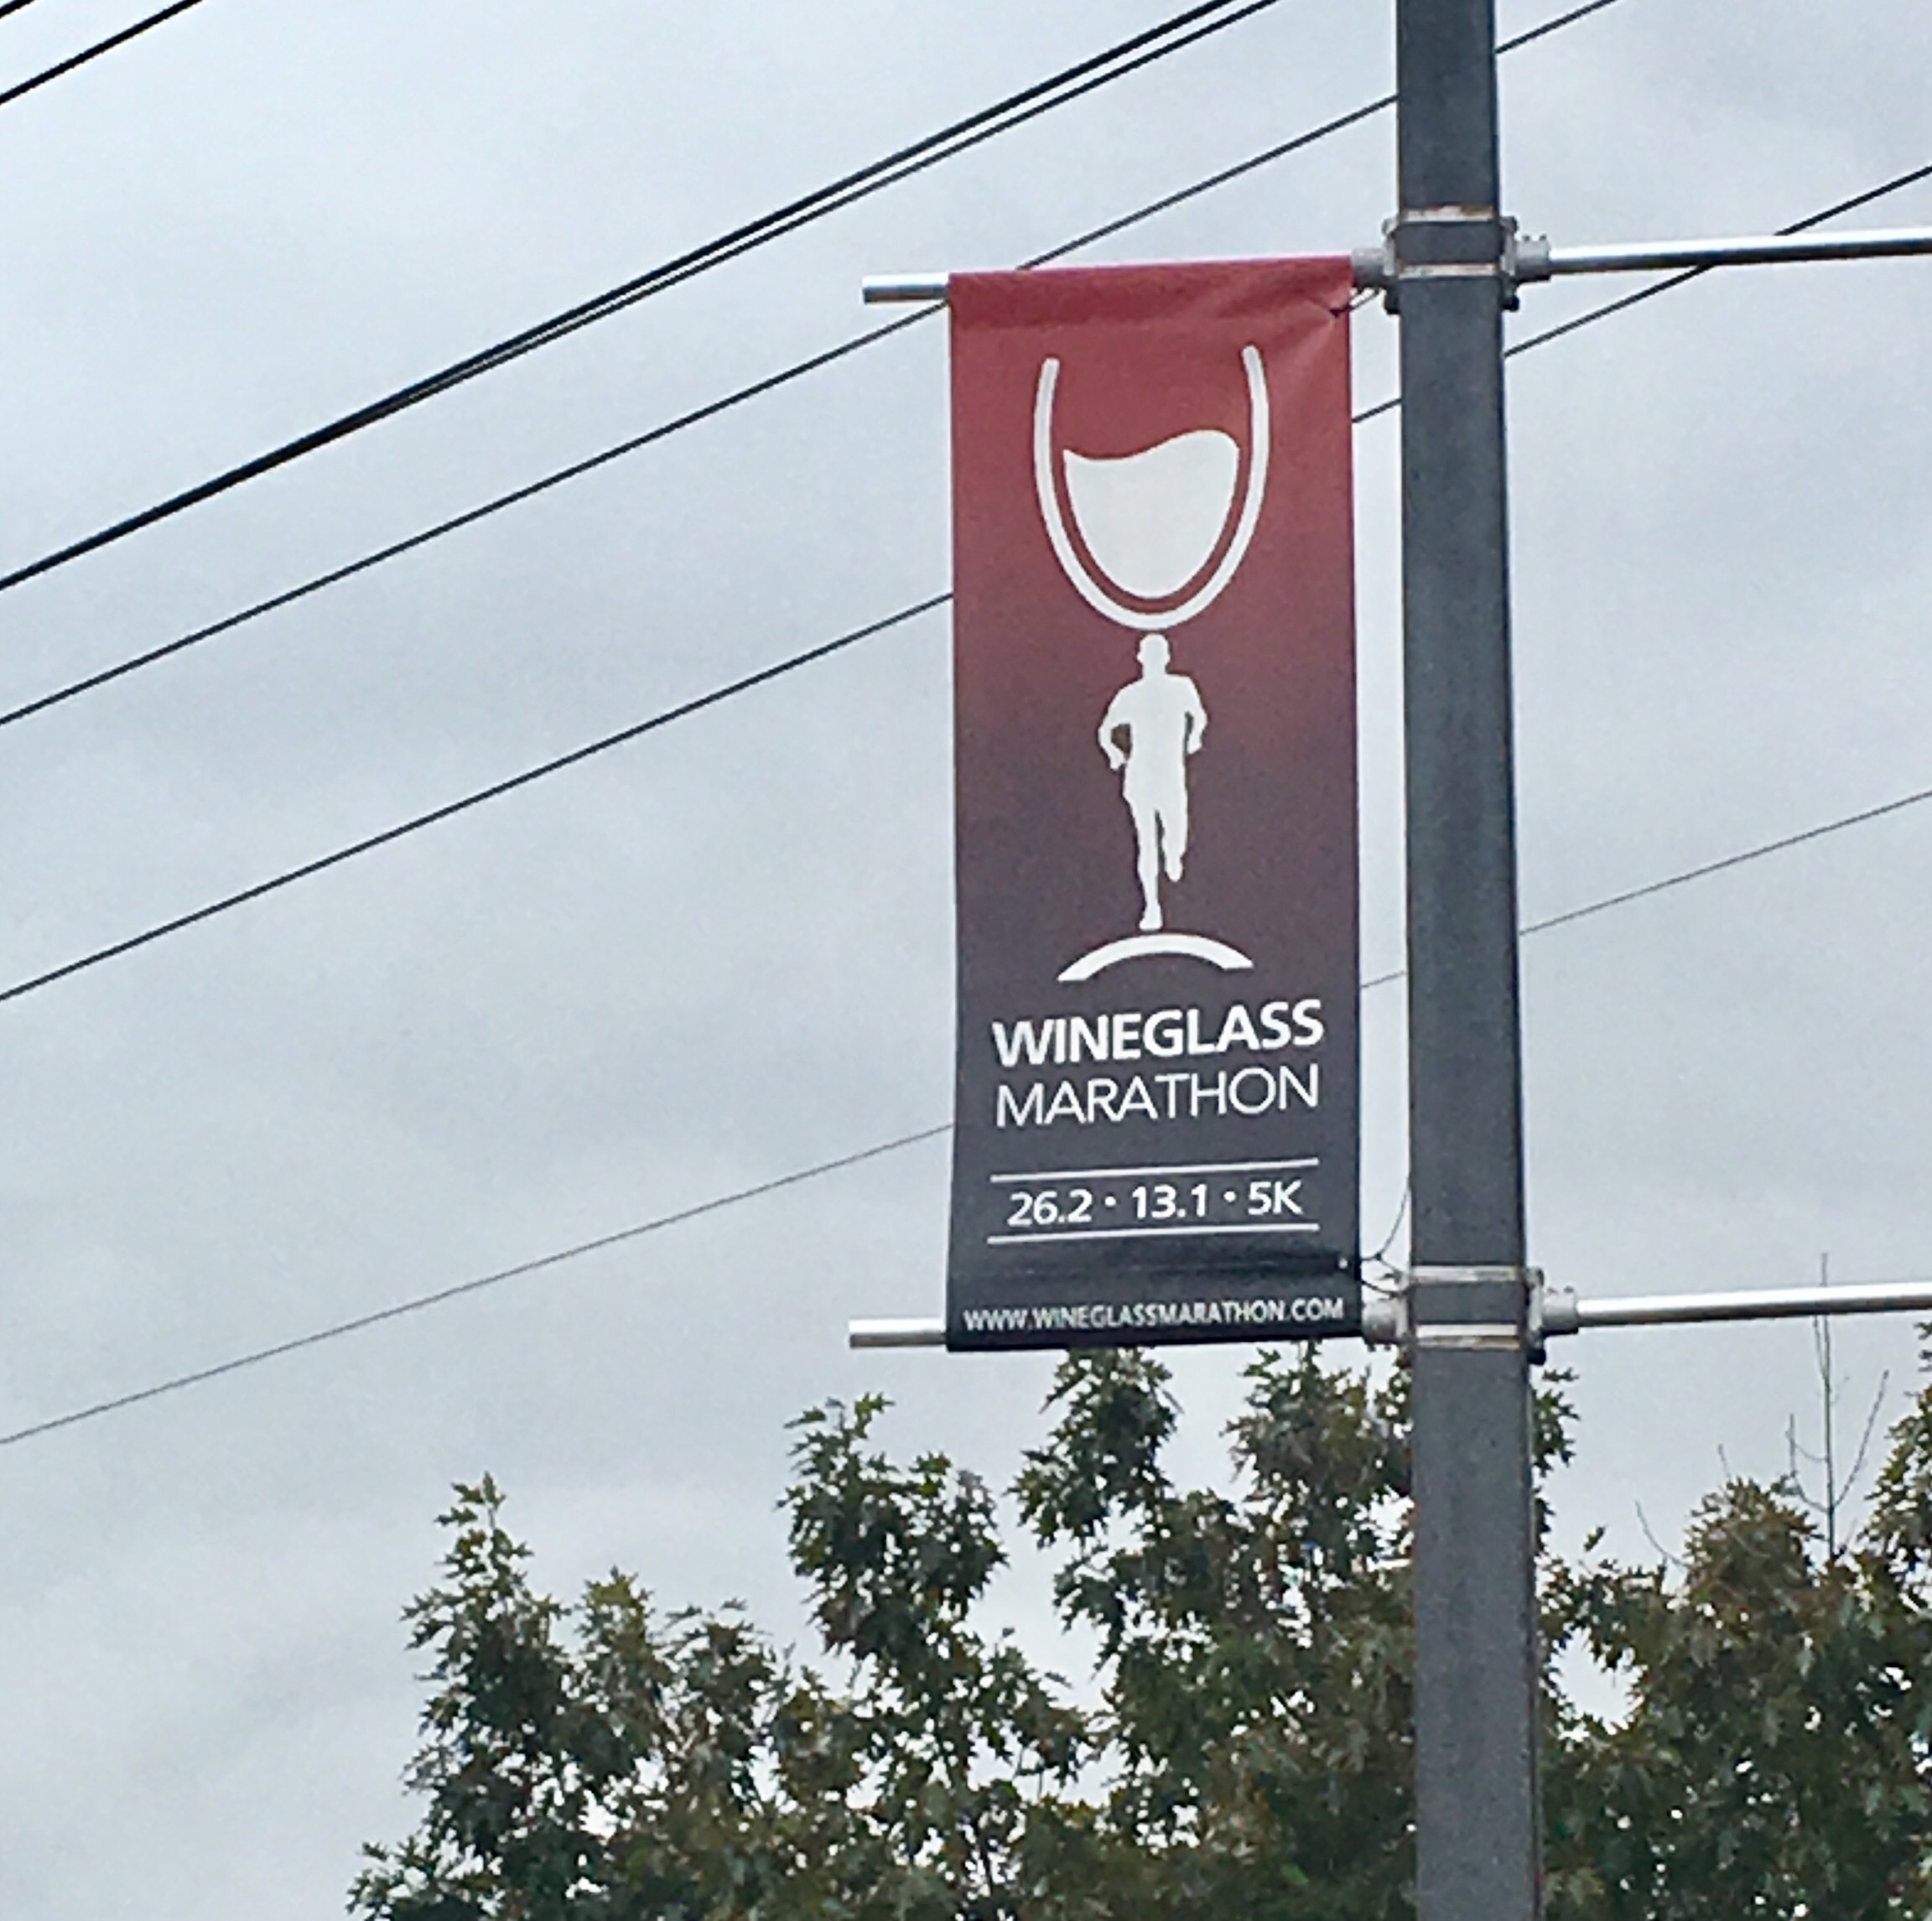 WINEGLASS
MARATHON
26.2 • 13.1 • 5K
WWW.WINEGLASSMARATHON.COM